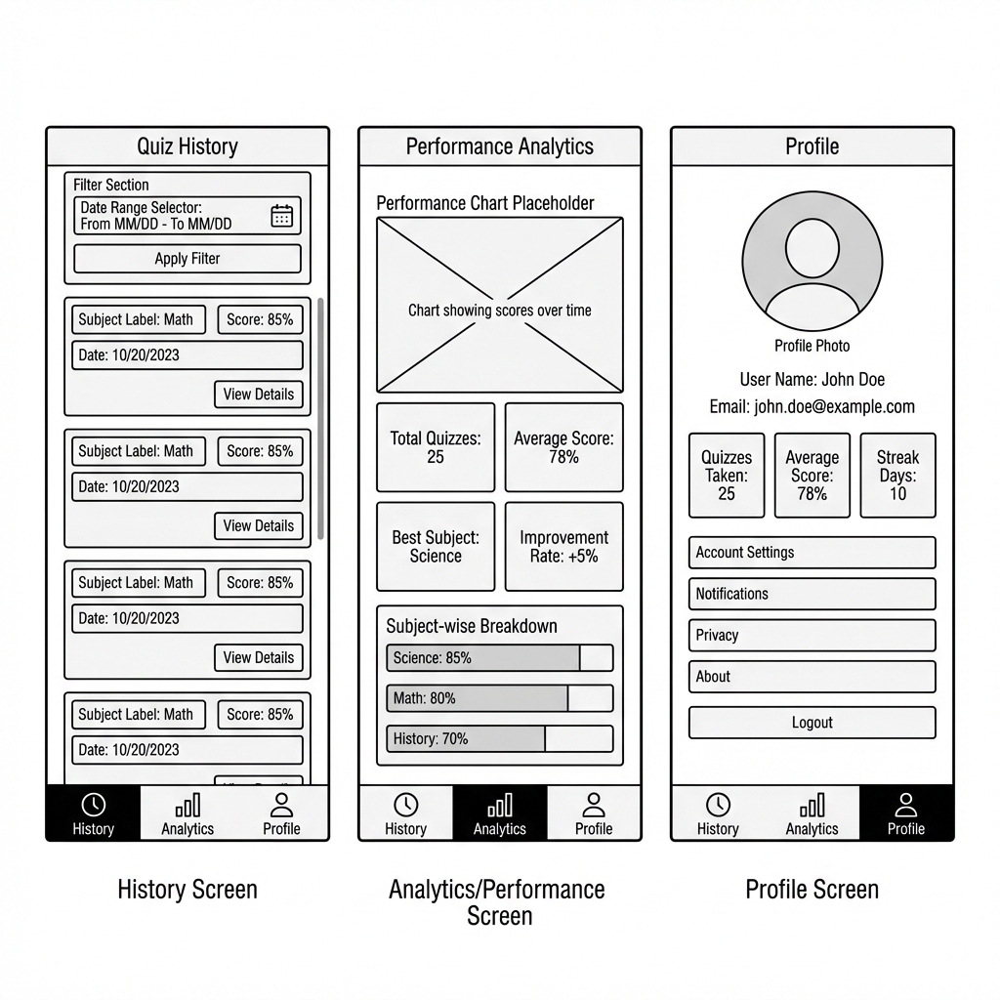 Quiz History
Filter Section
Date Range Selector:
From MM/DD - To MM/DD
Apply Filter
Subject Label: Math
Score: 85%
Date: 10/20/2023
View Details
Subject Label: Math
Score: 85%
Date: 10/20/2023
View Details
Subject Label: Math
Score: 85%
Date: 10/20/2023
View Details
Subject Label: Math
Score: 85%
Date: 10/20/2023
History
Analytics
Profile
History Screen
Performance Analytics
Performance Chart Placeholder
Chart showing scores over time
Total Quizzes:
25
Average Score:
78%
Best Subject:
Science
Improvement
Rate: +5%
Subject-wise Breakdown
Science: 85%
Math: 80%
History: 70%
History
Analytics
Profile
Analytics/Performance
Screen
Profile
Profile Photo
User Name: John Doe
Email: john.doe@example.com
Quizzes
Taken:
25
Average
Score:
78%
Streak
Days:
10
Account Settings
Notifications
Privacy
About
Logout
History
Analytics
Profile
Profile Screen